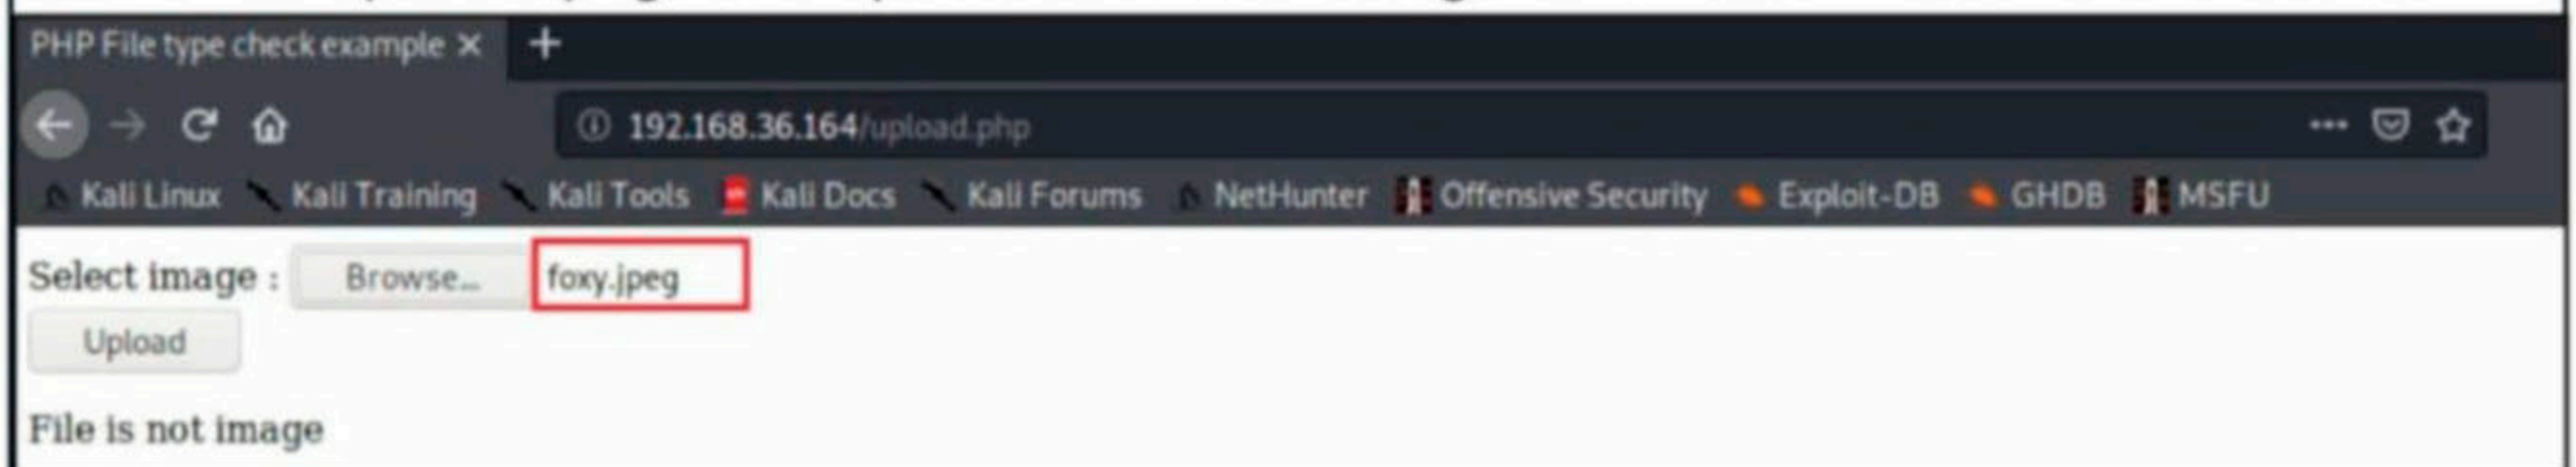 PHP File type check example
192.168.36.164/upload.php
Kali Linux Kali Training Kali Tools Kali Docs Kali Forums NetHunter Offensive Security Exploit-DB GHDB MSFU
Select image : Browse... foxy.jpeg
Upload
File is not image